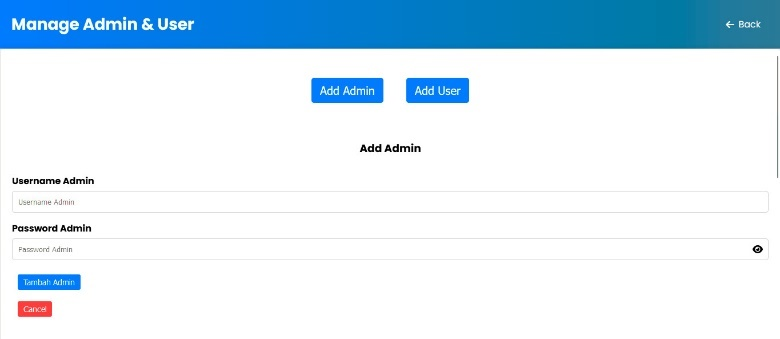 Manage Admin & User
Back
Add Admin
Add User
Add Admin
Username Admin
Username Admin
Password Admin
Password Admin
Tambah Admin
Cancel